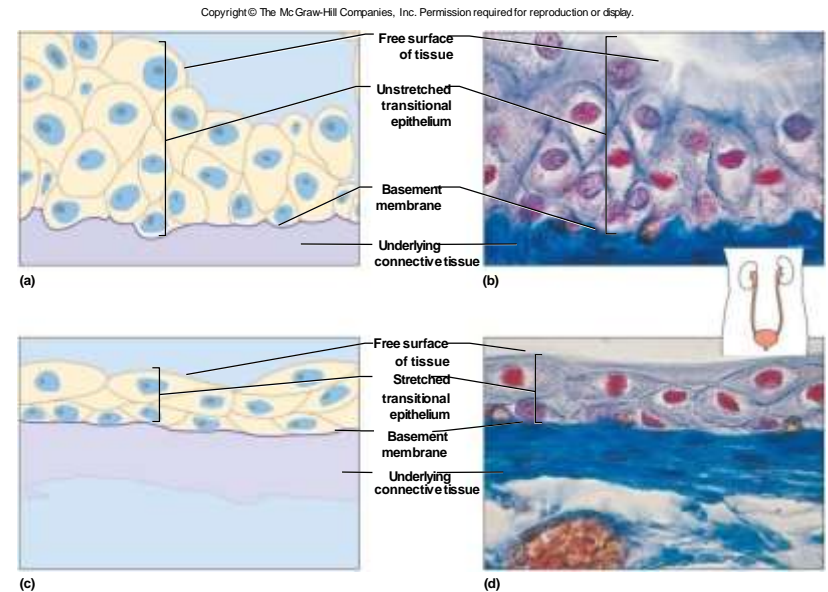 Copyright © The McGraw-Hill Companies, Inc. Permission required for reproduction or display.
Free surface
of tissue
Unstretched
transitional
epithelium
Basement
membrane
Underlying
connective tissue
(a)
(b)
Free surface
of tissue
Stretched
transitional
epithelium
Basement
membrane
Underlying
connective tissue
(c)
(d)